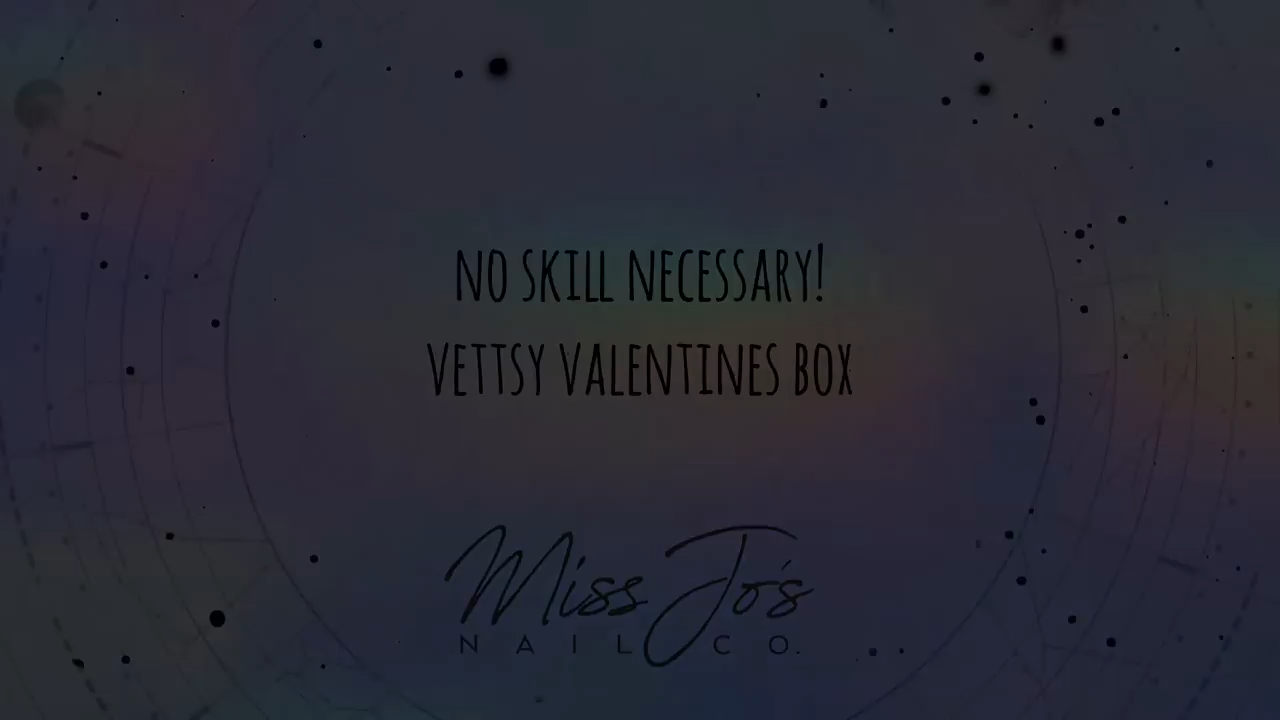 NO SKILL NECESSARY!
VETTSY VALENTINES BOX
Miss Jo's
NAIL CO.